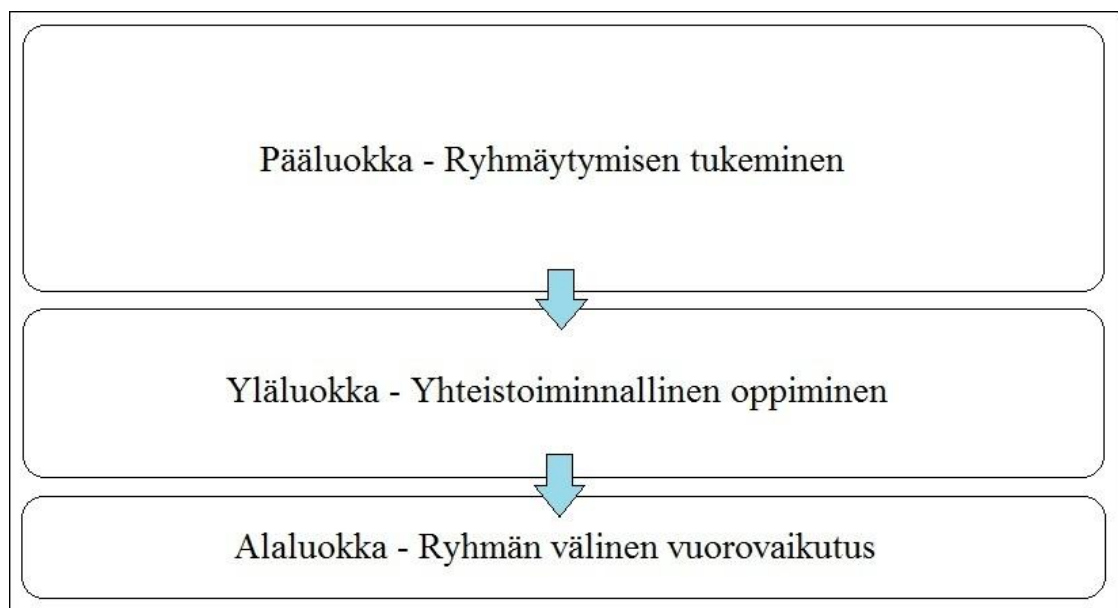 Pääluokka - Ryhmäytymisen tukeminen
Yläluokka - Yhteistoiminnallinen oppiminen
Alaluokka - Ryhmän välinen vuorovaikutus